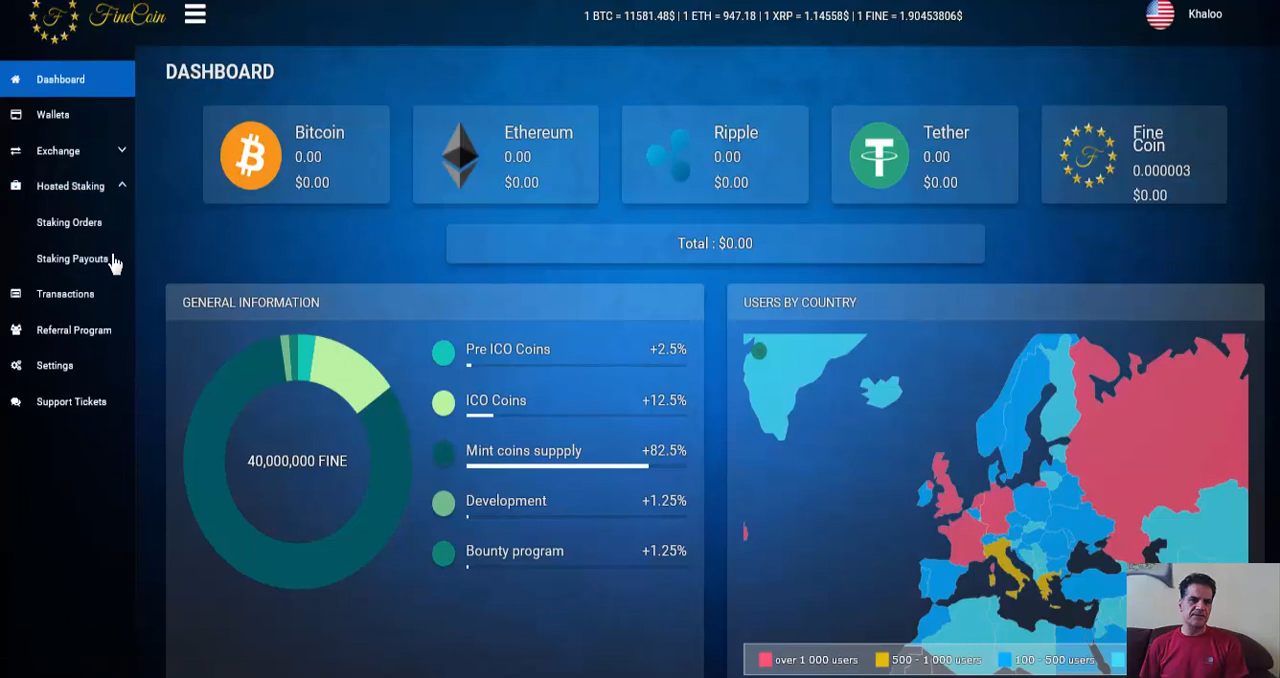 FineCoin
1 BTC = 11581.48$ | 1 ETH = 947.18 | 1 XRP = 1.14558$ | 1 FINE = 1.90453806$
Khaloo
Dashboard
Wallets
Exchange
Hosted Staking
Staking Orders
Staking Payouts
Transactions
Referral Program
Settings
Support Tickets
DASHBOARD
Bitcoin
0.00
$0.00
Ethereum
0.00
$0.00
Ripple
0.00
$0.00
Tether
0.00
$0.00
Fine
Coin
0.000003
$0.00
Total : $0.00
GENERAL INFORMATION
40,000,000 FINE
Pre ICO Coins +2.5%
ICO Coins +12.5%
Mint coins suppply +82.5%
Development +1.25%
Bounty program +1.25%
USERS BY COUNTRY
over 1 000 users
500 - 1 000 users
100 - 500 users